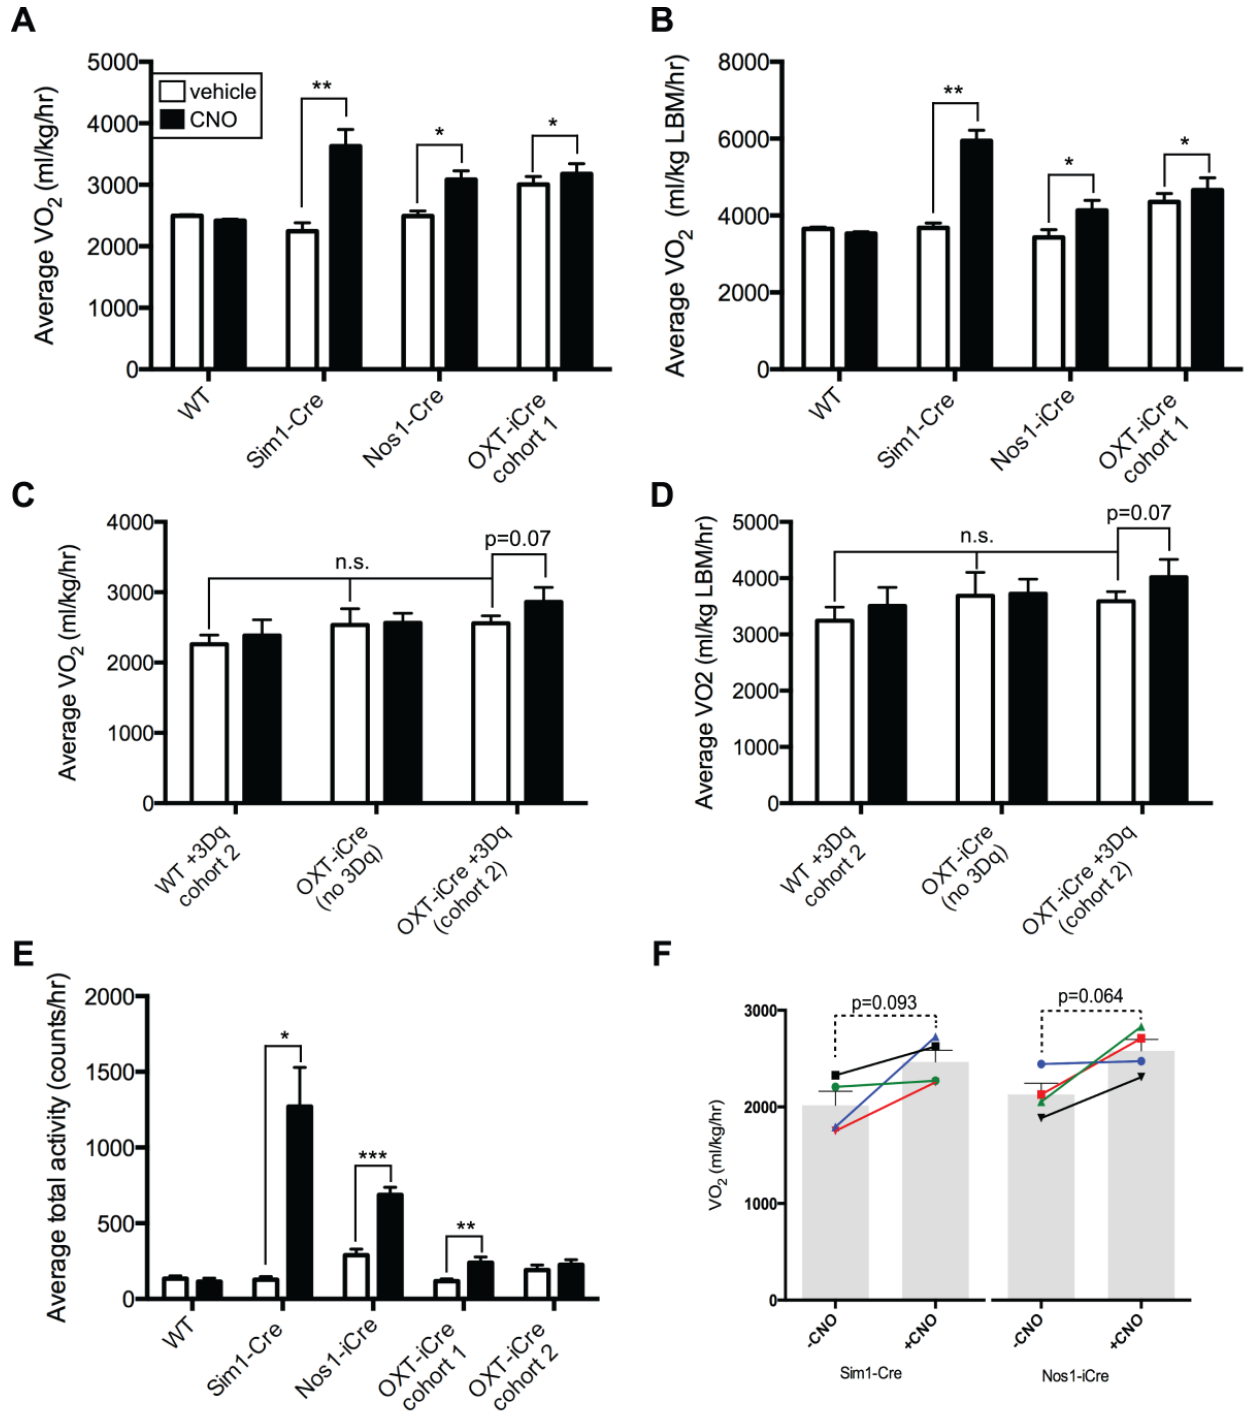 A
Average VO2 (ml/kg/hr)
5000
4000
3000
2000
1000
0
vehicle
CNO
**
*
*
WT
Sim1-Cre
Nos1-Cre
OXT-iCre
cohort 1
B
Average VO2 (ml/kg LBM/hr)
8000
6000
4000
2000
0
**
*
*
WT
Sim1-Cre
Nos1-iCre
OXT-iCre
cohort 1
C
Average VO2 (ml/kg/hr)
4000
3000
2000
1000
0
n.s.
p=0.07
WT +3Dq
cohort 2
OXT-iCre
(no 3Dq)
OXT-iCre +3Dq
(cohort 2)
D
Average VO2 (ml/kg LBM/hr)
5000
4000
3000
2000
1000
0
n.s.
p=0.07
WT +3Dq
cohort 2
OXT-iCre
(no 3Dq)
OXT-iCre +3Dq
(cohort 2)
E
Average total activity (counts/hr)
2000
1500
1000
500
0
*
***
**
WT
Sim1-Cre
Nos1-iCre
OXT-iCre
cohort 1
OXT-iCre
cohort 2
F
VO2 (ml/kg/hr)
3000
2000
1000
0
p=0.093
p=0.064
-CNO
+CNO
-CNO
+CNO
Sim1-Cre
Nos1-iCre